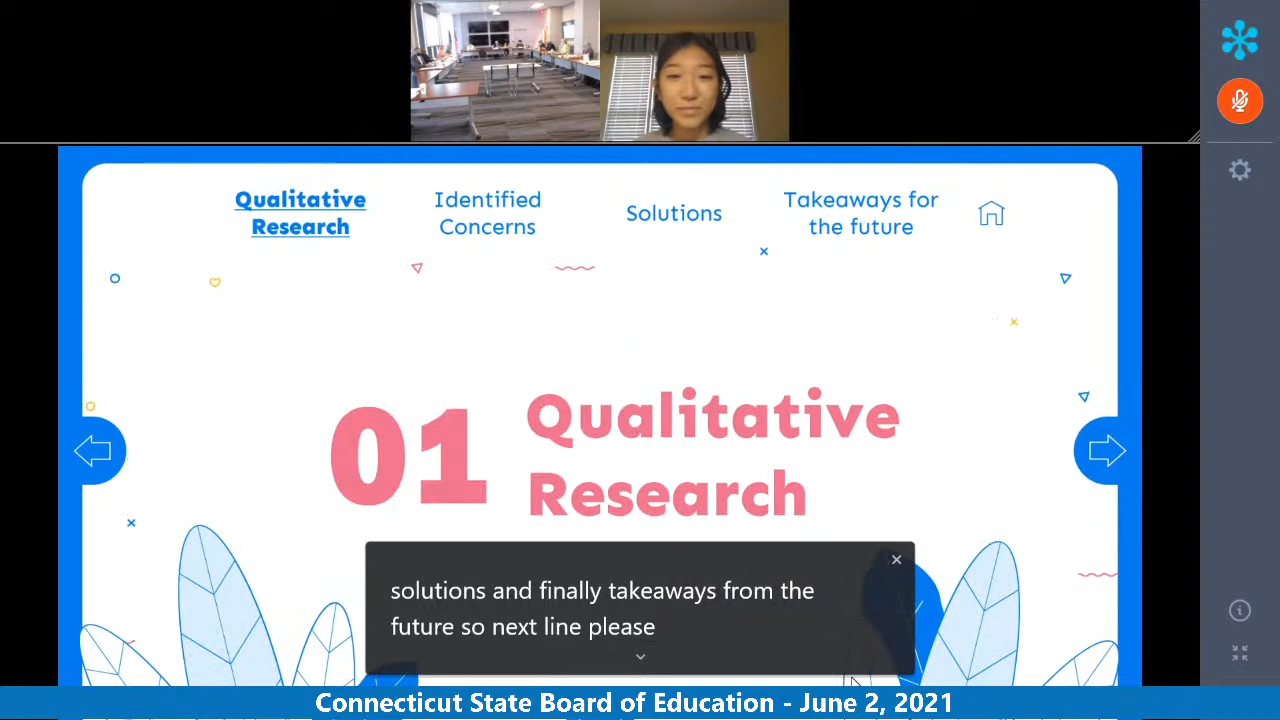 Qualitative
Research
Identified
Concerns
Solutions
Takeaways for
the future
01
Qualitative
Research
solutions and finally takeaways from the
future so next line please
Connecticut State Board of Education - June 2, 2021